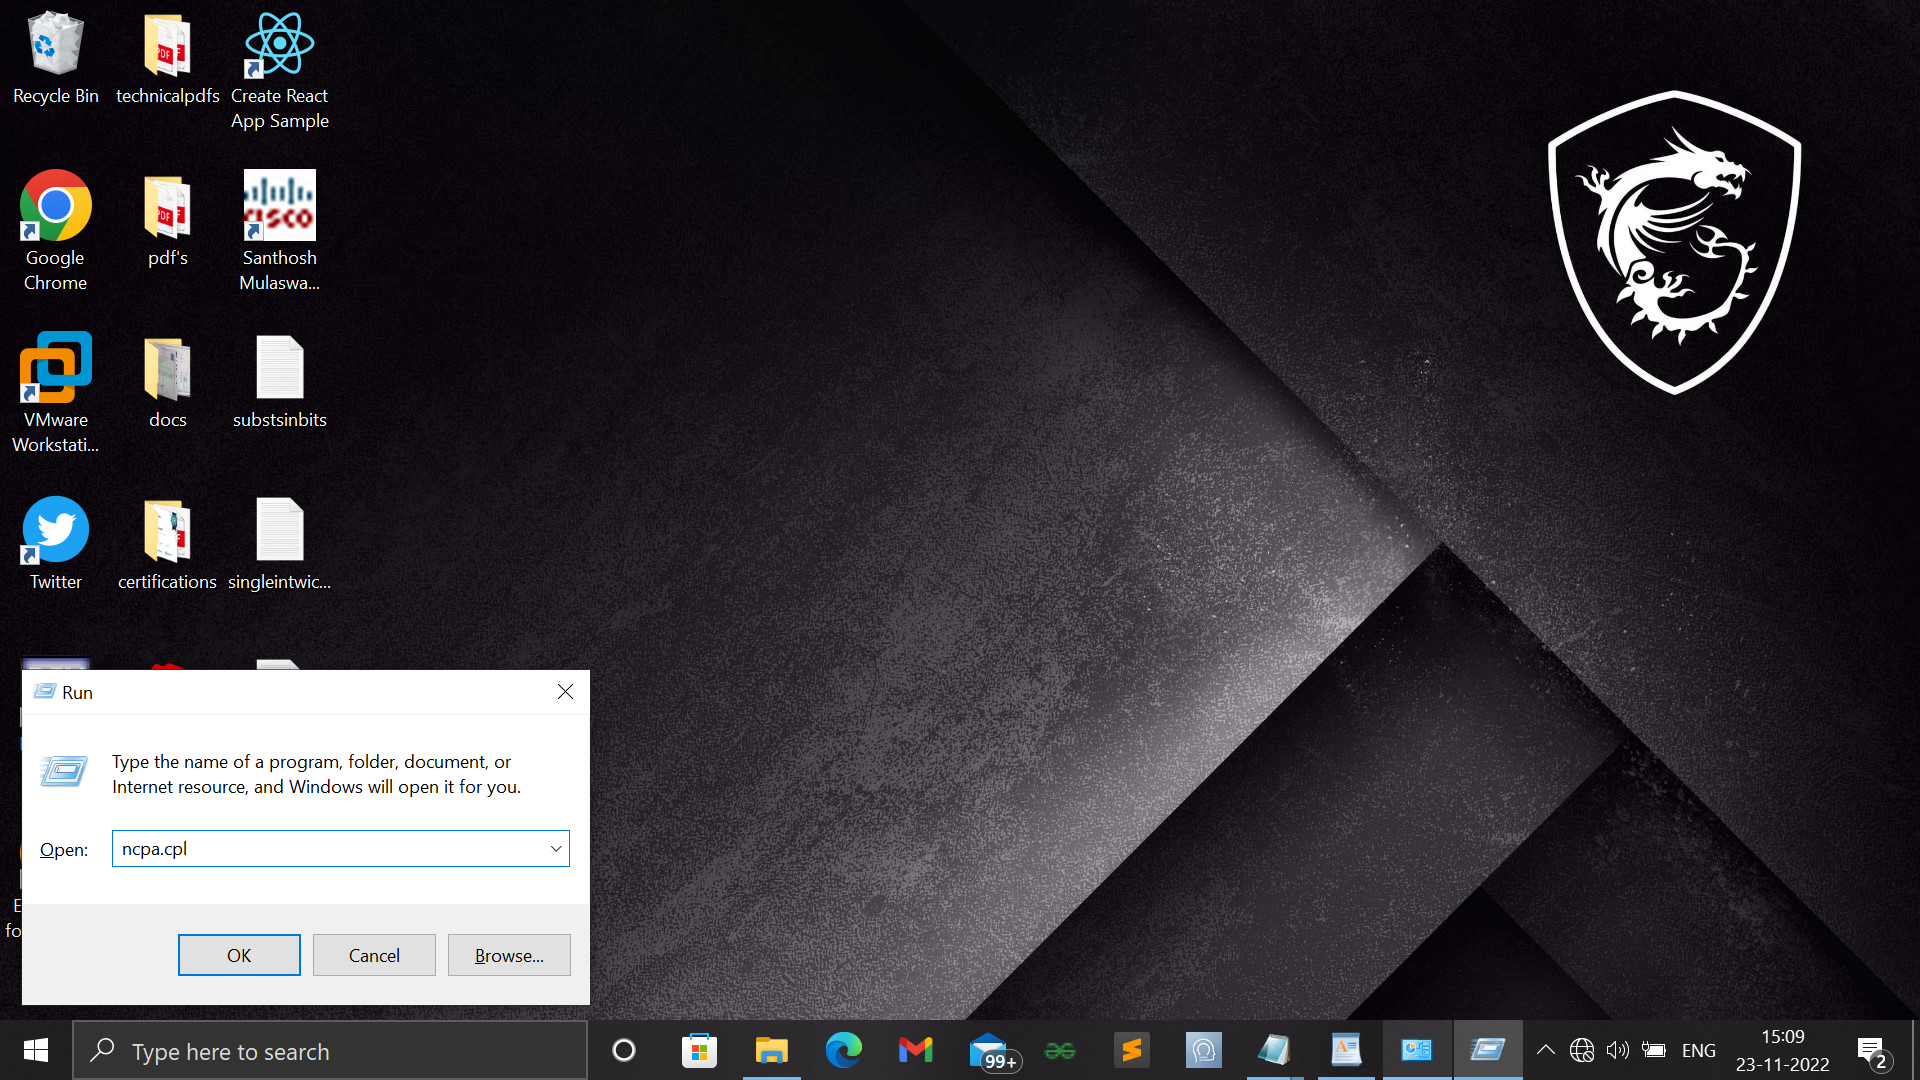 Recycle Bin
technicalpdfs
Create React
App Sample
Google
Chrome
pdf's
CISCO
Santhosh
Mulaswa...
VMware
Workstati...
docs
substsinbits
Twitter
certifications
singleintwic...
Run
Type the name of a program, folder, document, or
Internet resource, and Windows will open it for you.
Open:
ncpa.cpl
OK
Cancel
Browse...
Type here to search
99+
ENG
15:09
23-11-2022
2